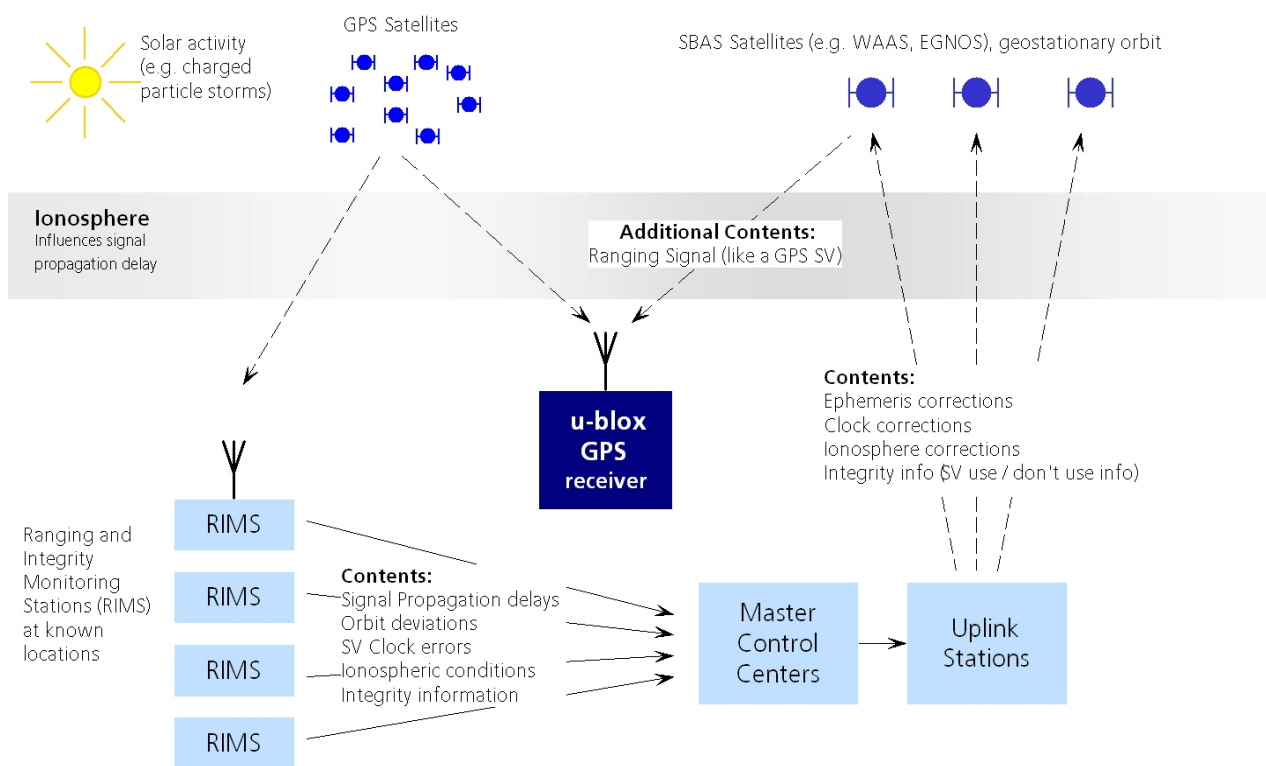 GPS Satellites
Solar activity
(e.g. charged
particle storms)
SBAS Satellites (e.g. WAAS, EGNOS), geostationary orbit
Ionosphere
Influences signal
propagation delay
Additional Contents:
Ranging Signal (like a GPS SV)
u-blox
GPS
receiver
Contents:
Ephemeris corrections
Clock corrections
Ionosphere corrections
Integrity info (SV use / don't use info)
Ranging and
Integrity
Monitoring
Stations (RIMS)
at known
locations
RIMS
RIMS
RIMS
RIMS
Contents:
Signal Propagation delays
Orbit deviations
SV Clock errors
Ionospheric conditions
Integrity information
Master
Control
Centers
Uplink
Stations